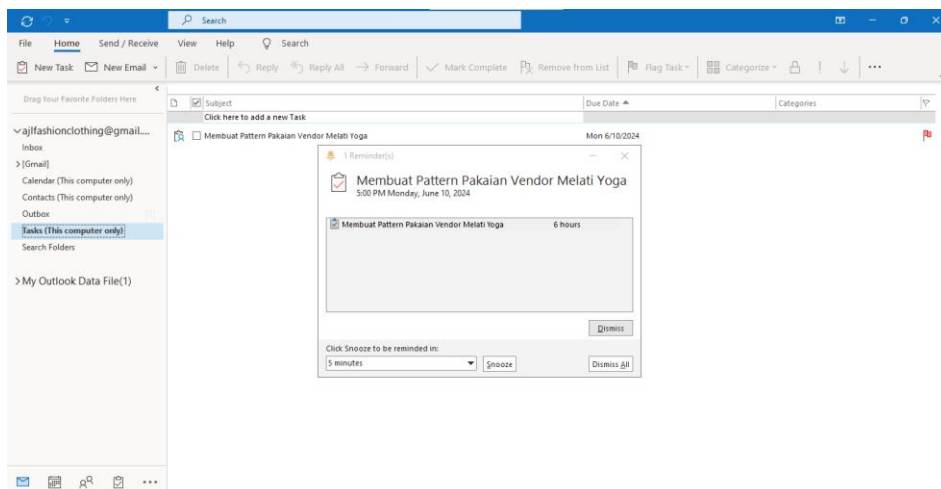 Search
File Home Send / Receive View Help Search
New Task New Email Delete Reply Reply All Forward Mark Complete Remove from List Flag Task Categorize
Drag Your Favorite Folders Here
ajlfashionclothing@gmail....
Inbox
[Gmail]
Calendar (This computer only)
Contacts (This computer only)
Outbox
Tasks (This computer only)
Search Folders
My Outlook Data File(1)
Subject Due Date Categories
Click here to add a new Task
Membuat Pattern Pakaian Vendor Melati Yoga Mon 6/10/2024
1 Reminder(s)
Membuat Pattern Pakaian Vendor Melati Yoga
5:00 PM Monday, June 10, 2024
Membuat Pattern Pakaian Vendor Melati Yoga 6 hours
Dismiss
Click Snooze to be reminded in:
5 minutes Snooze Dismiss All